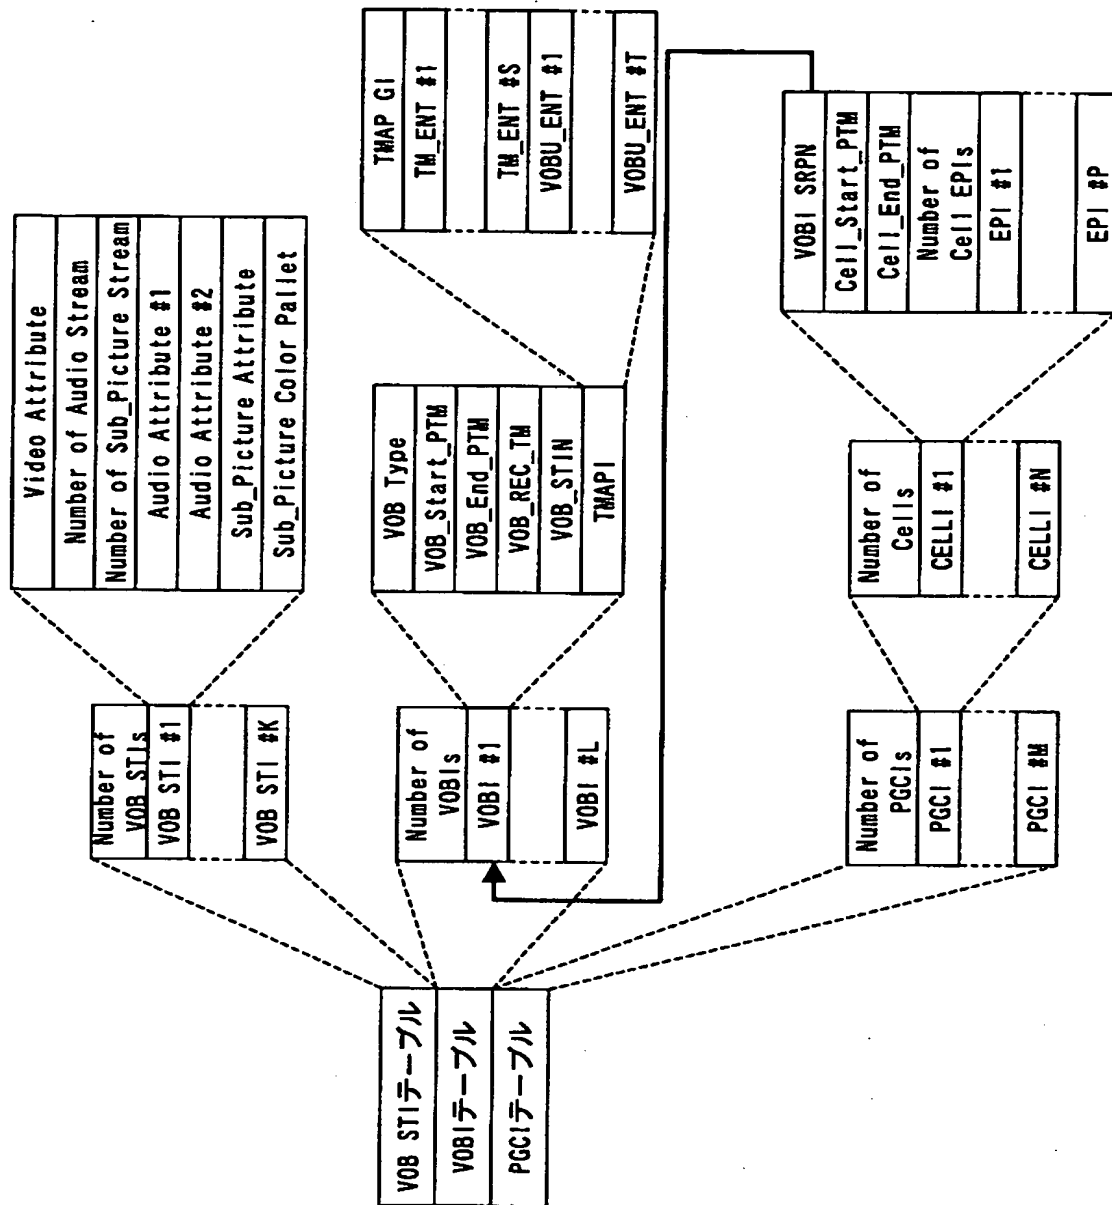 VOB STIテーブル
VOBIテーブル
PGCIテーブル
Number of
VOB STIs
VOB STI #1
VOB STI #K
Video Attribute
Number of Audio Stream
Number of Sub_Picture Stream
Audio Attribute #1
Audio Attribute #2
Sub_Picture Attribute
Sub_Picture Color Pallet
Number of
VOBIs
VOBI #1
VOBI #L
VOB Type
VOB_Start_PTM
VOB_End_PTM
VOB_REC_TM
VOB_STIN
TMAPI
TMAP GI
TM_ENT #1
TM_ENT #S
VOBU_ENT #1
VOBU_ENT #T
Number of
PGCIs
PGCI #1
PGCI #M
Number of
Cells
CELLI #1
CELLI #N
VOBI SRPN
Cell_Start_PTM
Cell_End_PTM
Number of
Cell EPIs
EPI #1
EPI #P